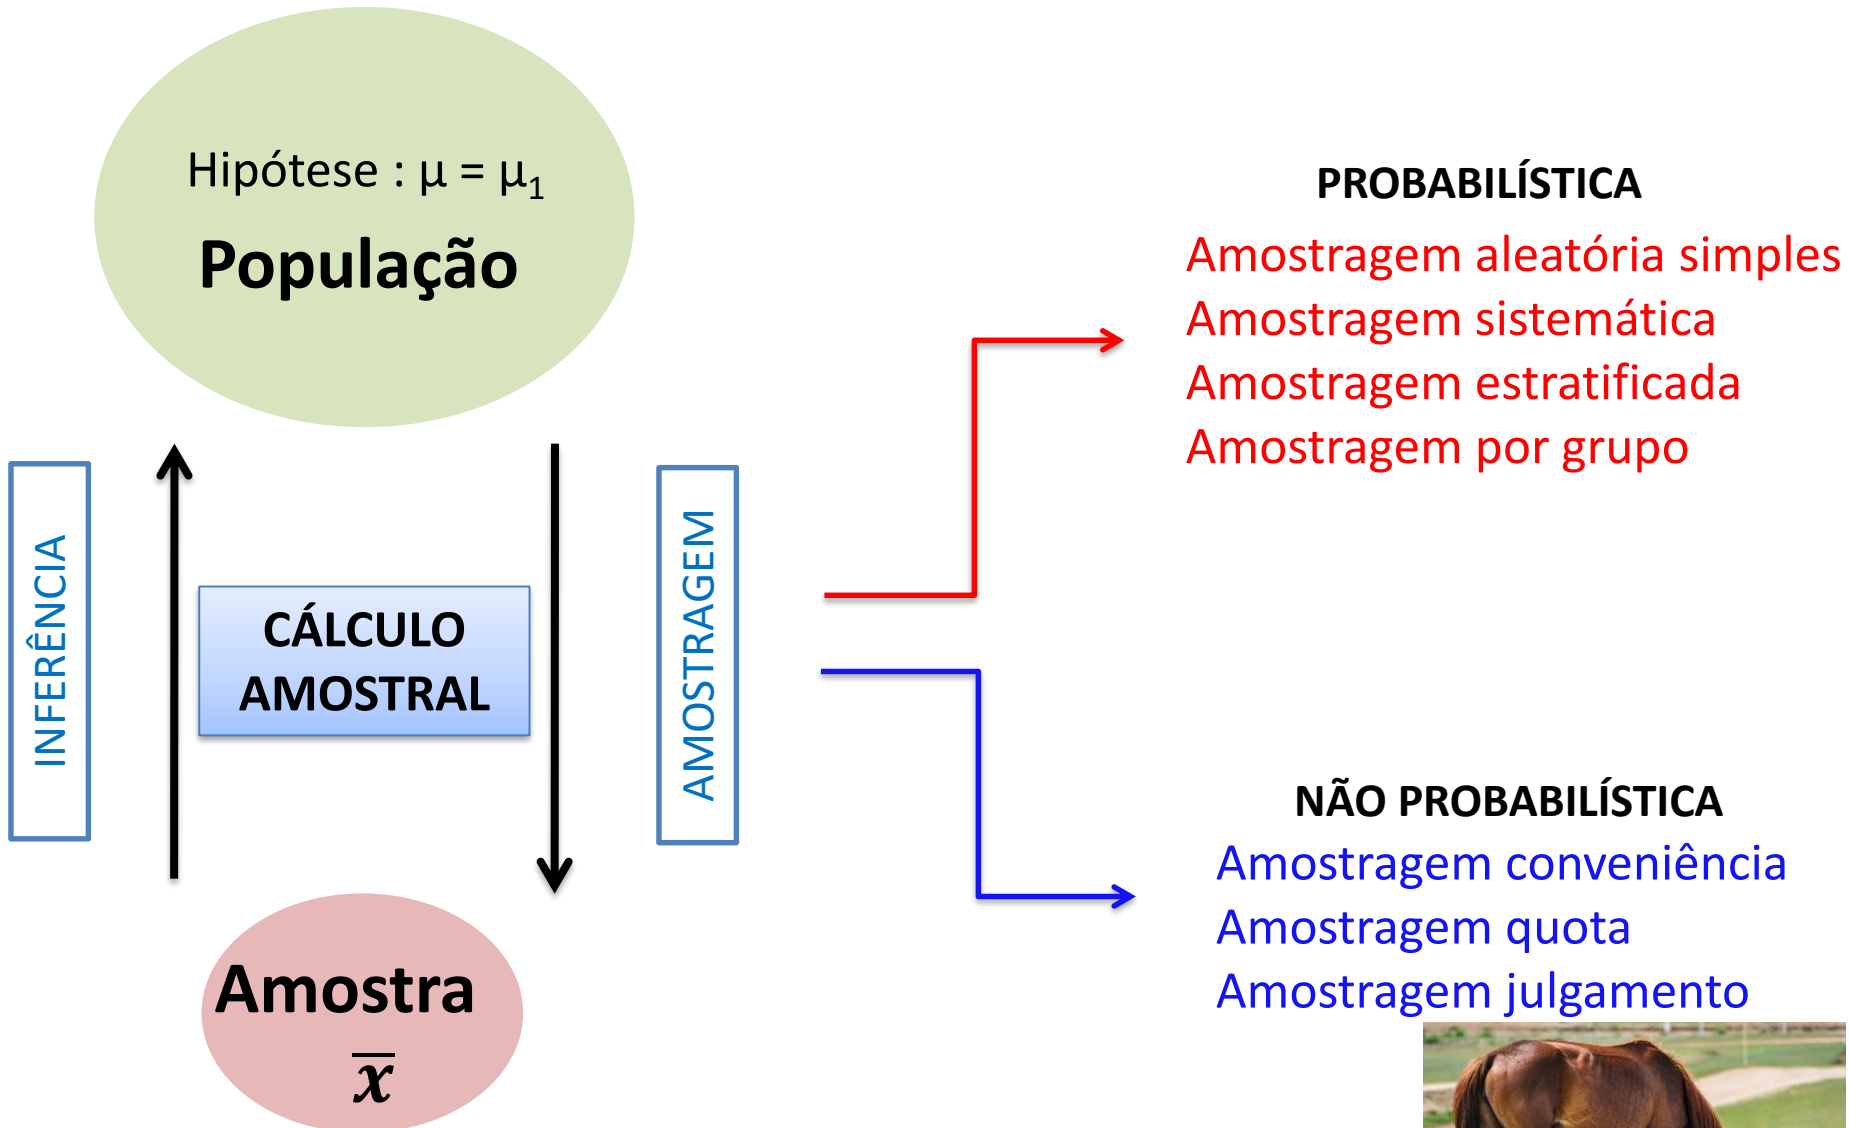 Hipótese : μ = μ1
População
INFERÊNCIA
CÁLCULO
AMOSTRAL
AMOSTRAGEM
Amostra
x̅
PROBABILÍSTICA
Amostragem aleatória simples
Amostragem sistemática
Amostragem estratificada
Amostragem por grupo
NÃO PROBABILÍSTICA
Amostragem conveniência
Amostragem quota
Amostragem julgamento